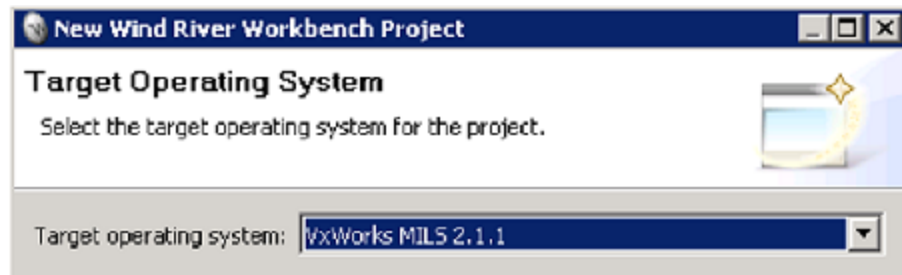 New Wind River Workbench Project
Target Operating System
Select the target operating system for the project.
Target operating system: VxWorks MILS 2.1.1